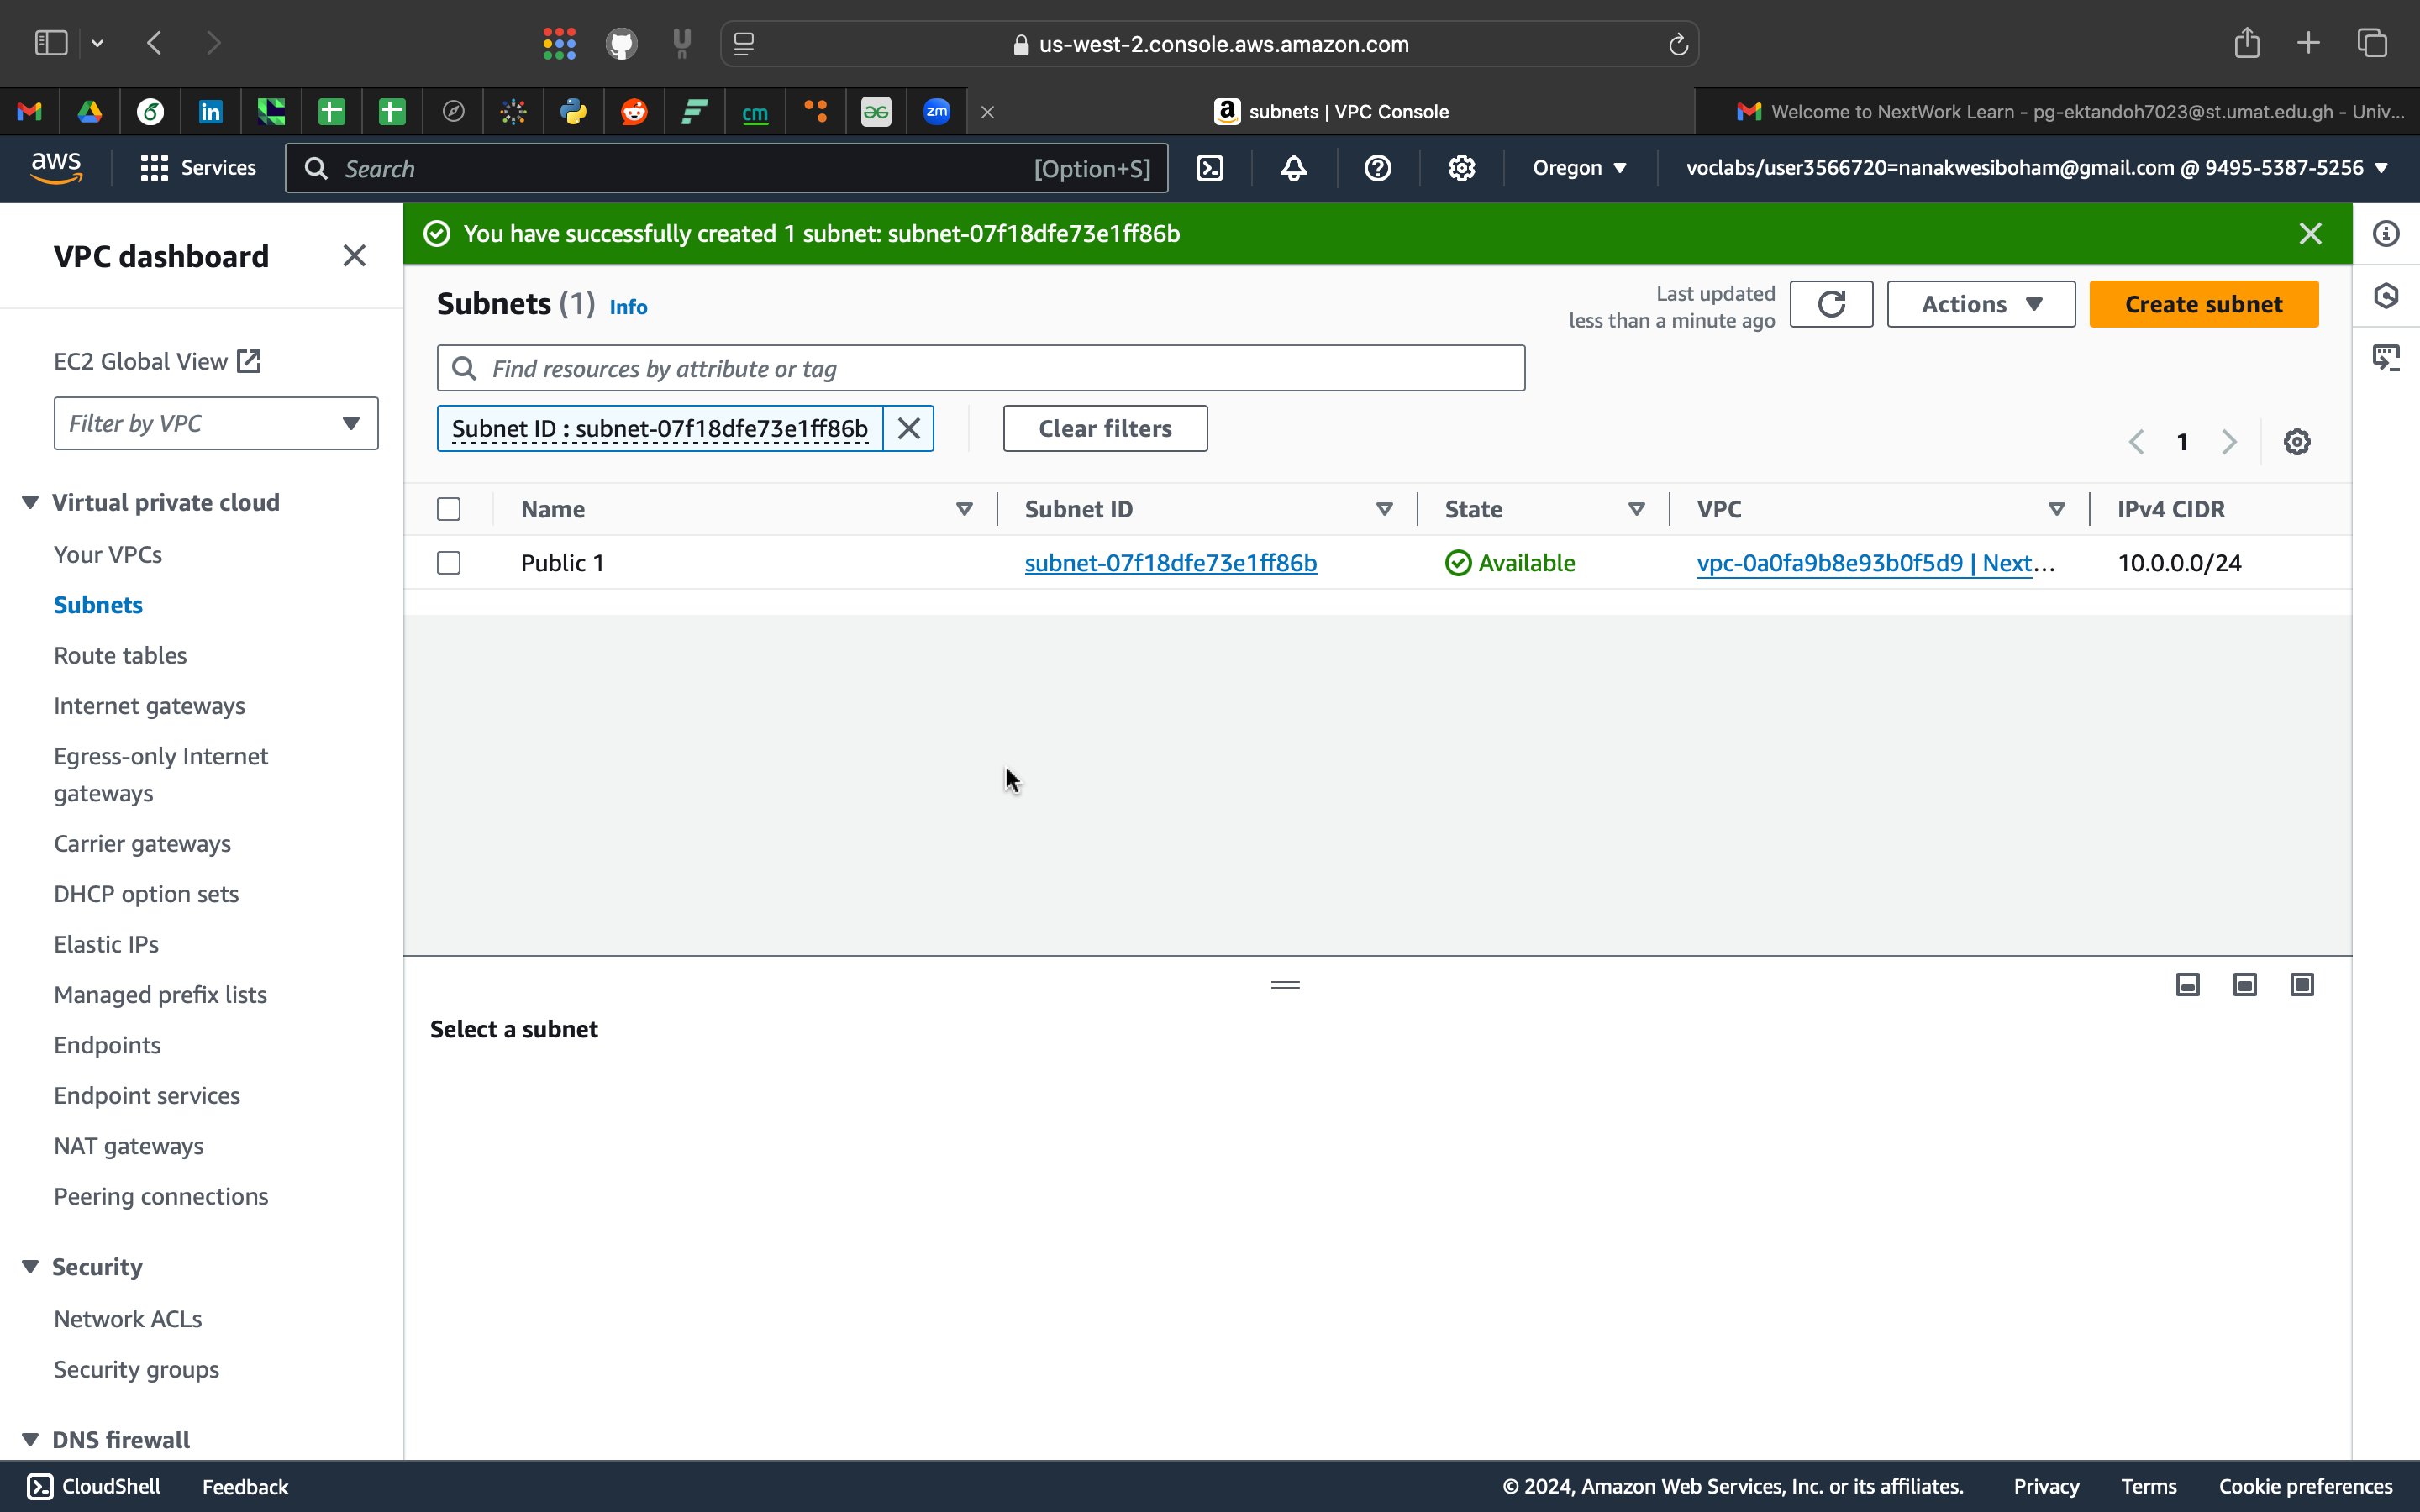 us-west-2.console.aws.amazon.com
zm
cm
subnets | VPC Console
Welcome to NextWork Learn - pg-ektandoh7023@st.umat.edu.gh - Univ...
aws
Services
Search
[Option+S]
Oregon
voclabs/user3566720=nanakwesiboham@gmail.com @ 9495-5387-5256
VPC dashboard
EC2 Global View
Filter by VPC
Virtual private cloud
Your VPCs
Subnets
Route tables
Internet gateways
Egress-only Internet
gateways
Carrier gateways
DHCP option sets
Elastic IPs
Managed prefix lists
Endpoints
Endpoint services
NAT gateways
Peering connections
Security
Network ACLs
Security groups
DNS firewall
You have successfully created 1 subnet: subnet-07f18dfe73e1ff86b
Subnets (1) Info
Last updated
less than a minute ago
Actions
Create subnet
Find resources by attribute or tag
Subnet ID : subnet-07f18dfe73e1ff86b
Clear filters
1
Name Subnet ID State VPC IPv4 CIDR
Public 1 subnet-07f18dfe73e1ff86b Available vpc-0a0fa9b8e93b0f5d9 | Next... 10.0.0.0/24
Select a subnet
CloudShell Feedback
© 2024, Amazon Web Services, Inc. or its affiliates. Privacy Terms Cookie preferences